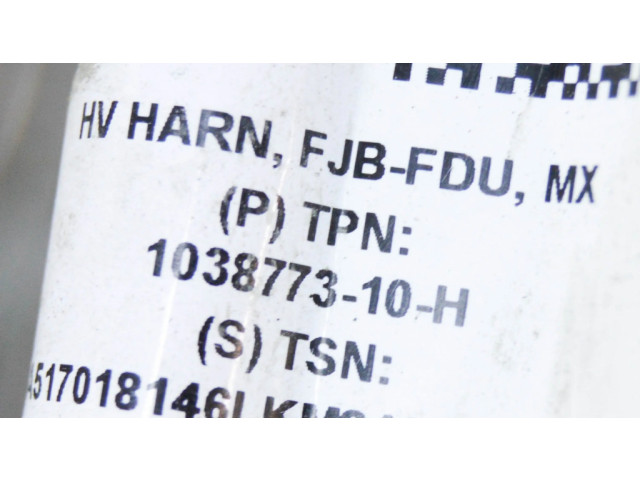 HV HARN, FJB-FDU, MX
(P) TPN:
1038773-10-H
(S) TSN: